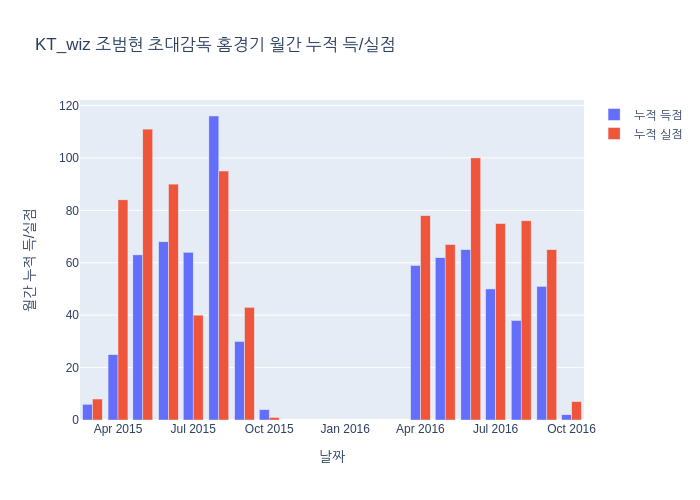 KT_wiz 조범현 초대감독 홈경기 월간 누적 득/실점
누적 득점
누적 실점
월간 누적 득/실점
120
100
80
60
40
20
0
Apr 2015
Jul 2015
Oct 2015
Jan 2016
Apr 2016
Jul 2016
Oct 2016
날짜